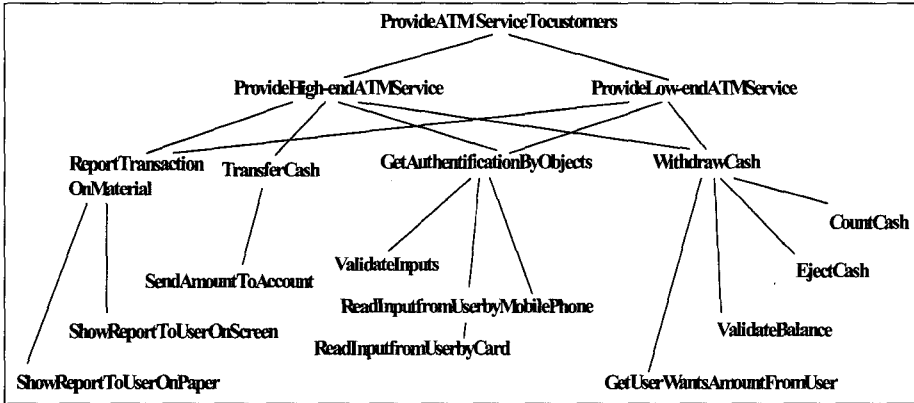 ProvideATMServiceTocustomers
ProvideHigh-endATMService
ProvideLow-endATMService
ReportTransaction
OnMaterial
TransferCash
GetAuthentificationByObjects
WithdrawCash
CountCash
ValidateInputs
EjectCash
SendAmountToAccount
ReadInputfromUserbyMobilePhone
ShowReportToUserOnScreen
ValidateBalance
ReadInputfromUserbyCard
ShowReportToUserOnPaper
GetUserWantsAmountFromUser